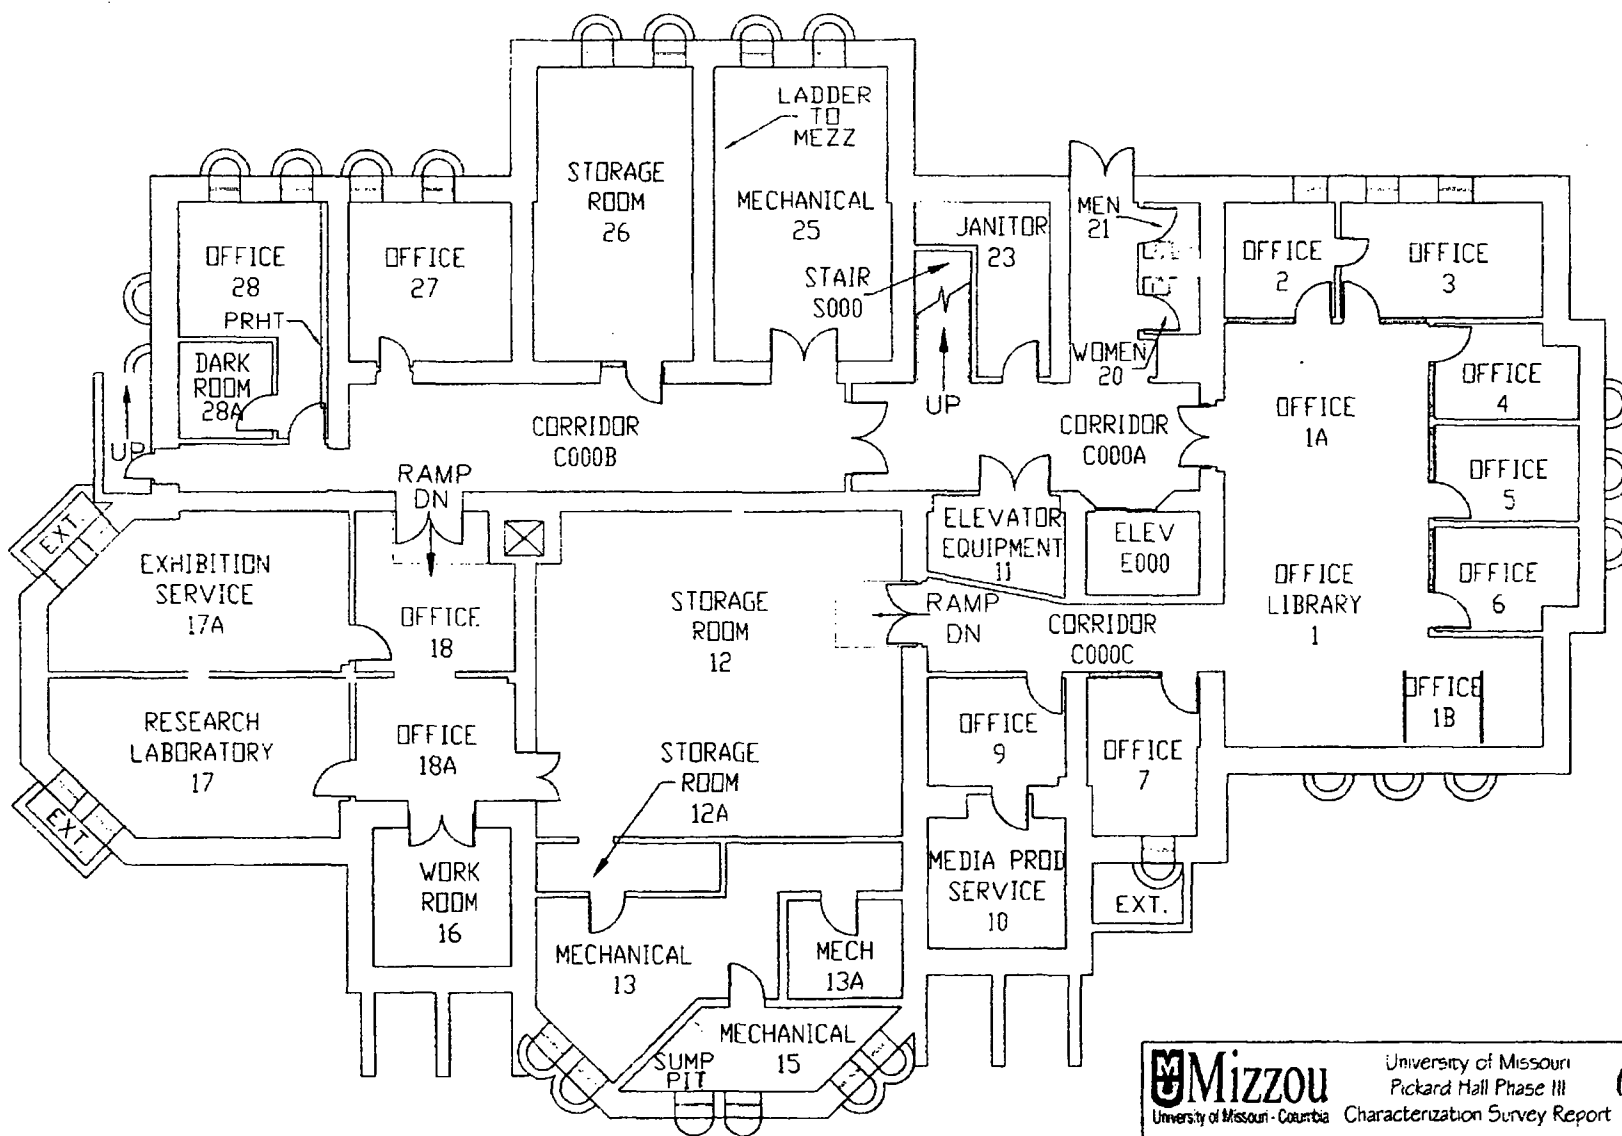 LADDER
TO
MEZZ
STORAGE
ROOM
26
MECHANICAL
25
MEN
21
JANITOR
23
OFFICE
28
OFFICE
27
OFFICE
2
OFFICE
3
STAIR
S000
PRHT
WOMEN
20
DARK
ROOM
28A
OFFICE
4
UP
OFFICE
1A
CORRIDOR
C000B
CORRIDOR
C000A
UP
RAMP
DN
OFFICE
5
EXT.
ELEVATOR
EQUIPMENT
11
ELEV
E000
EXHIBITION
SERVICE
17A
OFFICE
LIBRARY
1
OFFICE
6
STORAGE
ROOM
12
RAMP
DN
OFFICE
18
CORRIDOR
C000C
OFFICE
1B
RESEARCH
LABORATORY
17
OFFICE
18A
OFFICE
9
OFFICE
7
STORAGE
ROOM
12A
EXT.
WORK
ROOM
16
MEDIA PROD
SERVICE
10
EXT.
MECHANICAL
13
MECH
13A
MECHANICAL
15
SUMP
PIT
MU Mizzou
University of Missouri - Columbia
University of Missouri
Pickard Hall Phase III
Characterization Survey Report